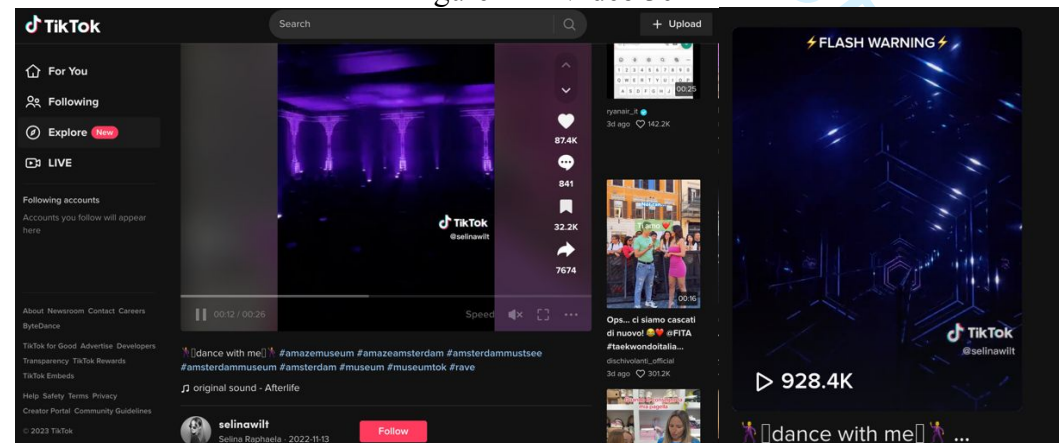 TikTok
Search
+ Upload
For You
Following
Explore New
LIVE
Following accounts
Accounts you follow will appear
here
About Newsroom Contact Careers
ByteDance
TikTok for Good Advertise Developers
Transparency TikTok Rewards
TikTok Embeds
Help Safety Terms Privacy
Creator Portal Community Guidelines
© 2023 TikTok
87.4K
841
32.2K
7674
TikTok
@selinawilt
00:12 / 00:26
Speed
dance with me #amazemuseum #amazeamsterdam #amsterdammustsee
#amsterdammuseum #amsterdam #museum #museumtok #rave
original sound - Afterlife
selinawilt
Selina Raphaela · 2022-11-13
Follow
00:25
ryanair_it
3d ago 142.2K
Ti amo
00:16
Ops... ci siamo cascati
di nuovo! 😂❤️ @FITA
#taekwondoitalia...
dischivolanti_official
3d ago 301.2K
mia pagella
⚡FLASH WARNING⚡
TikTok
@selinawilt
928.4K
dance with me ...